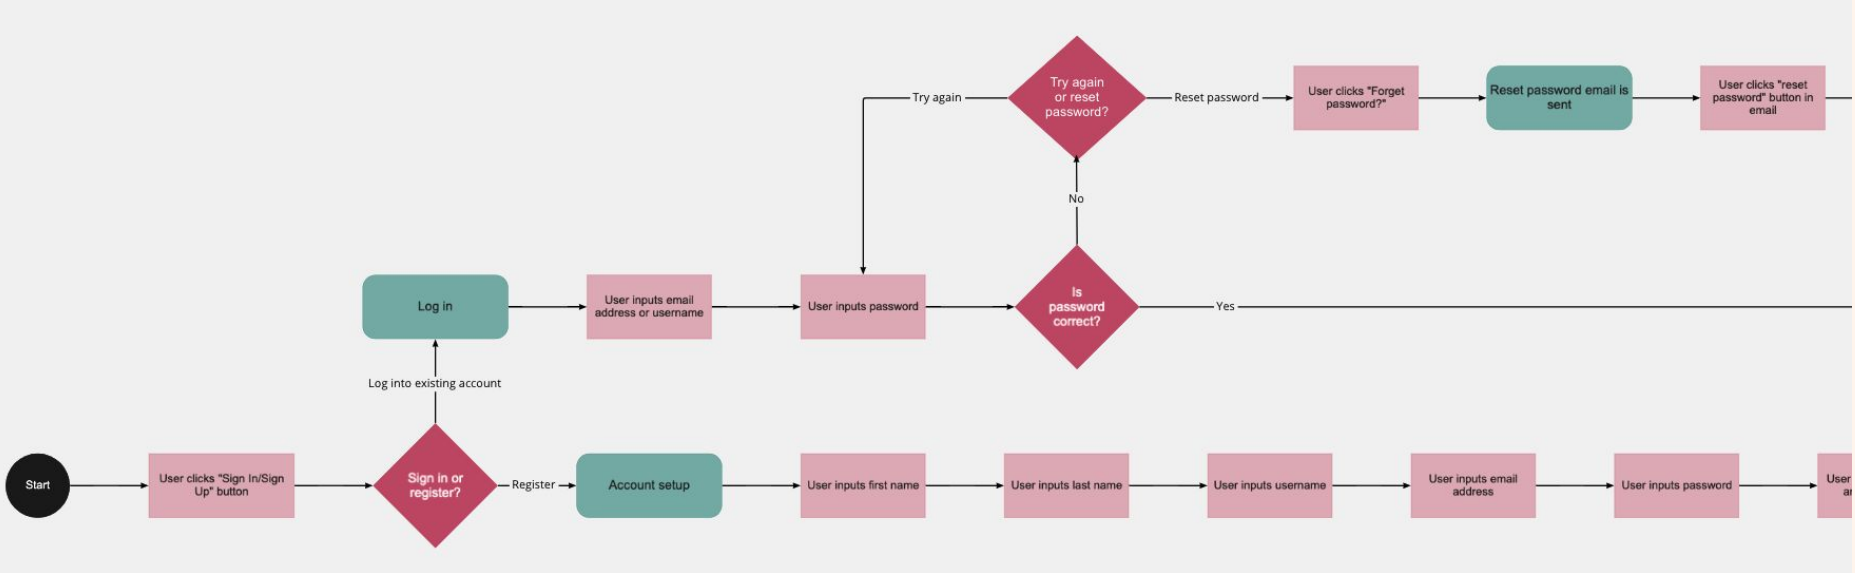 Try again
or reset
password?
Try again
Reset password
User clicks "Forget
password?"
Reset password email is
sent
User clicks "reset
password" button in
email
No
Log in
User inputs email
address or username
User inputs password
Is
password
correct?
Yes
Log into existing account
Start
User clicks "Sign In/Sign
Up" button
Sign in or
register?
Register
Account setup
User inputs first name
User inputs last name
User inputs username
User inputs email
address
User inputs password
User